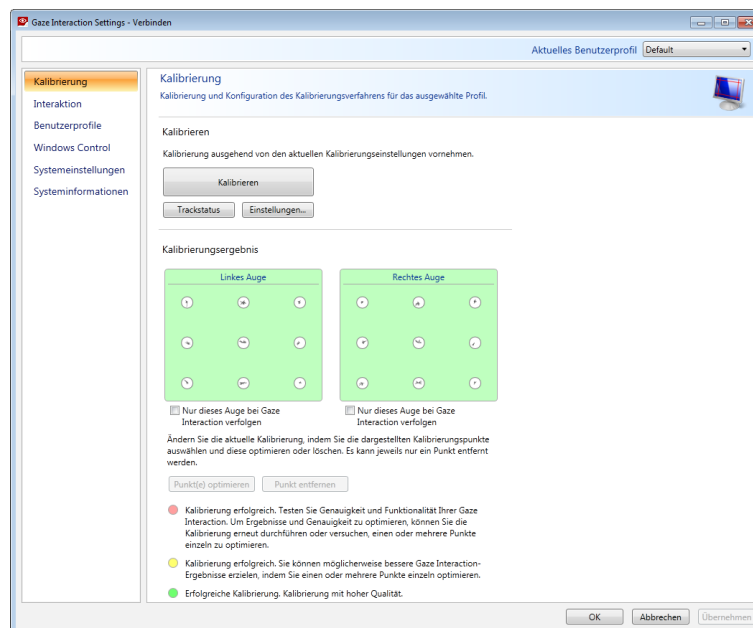 Gaze Interaction Settings - Verbinden
Aktuelles Benutzerprofil Default
Kalibrierung
Interaktion
Benutzerprofile
Windows Control
Systemeinstellungen
Systeminformationen
Kalibrierung
Kalibrierung und Konfiguration des Kalibrierungsverfahrens für das ausgewählte Profil.
Kalibrieren
Kalibrierung ausgehend von den aktuellen Kalibrierungseinstellungen vornehmen.
Kalibrieren
Trackstatus Einstellungen...
Kalibrierungsergebnis
Linkes Auge Rechtes Auge
Nur dieses Auge bei Gaze
Interaction verfolgen
Nur dieses Auge bei Gaze
Interaction verfolgen
Ändern Sie die aktuelle Kalibrierung, indem Sie die dargestellten Kalibrierungspunkte
auswählen und diese optimieren oder löschen. Es kann jeweils nur ein Punkt entfernt
werden.
Punkt(e) optimieren Punkt entfernen
Kalibrierung erfolgreich. Testen Sie Genauigkeit und Funktionalität Ihrer Gaze
Interaction. Um Ergebnisse und Genauigkeit zu optimieren, können Sie die
Kalibrierung erneut durchführen oder versuchen, einen oder mehrere Punkte
einzeln zu optimieren.
Kalibrierung erfolgreich. Sie können möglicherweise bessere Gaze Interaction-
Ergebnisse erzielen, indem Sie einen oder mehrere Punkte einzeln optimieren.
Erfolgreiche Kalibrierung. Kalibrierung mit hoher Qualität.
OK Abbrechen Übernehmen